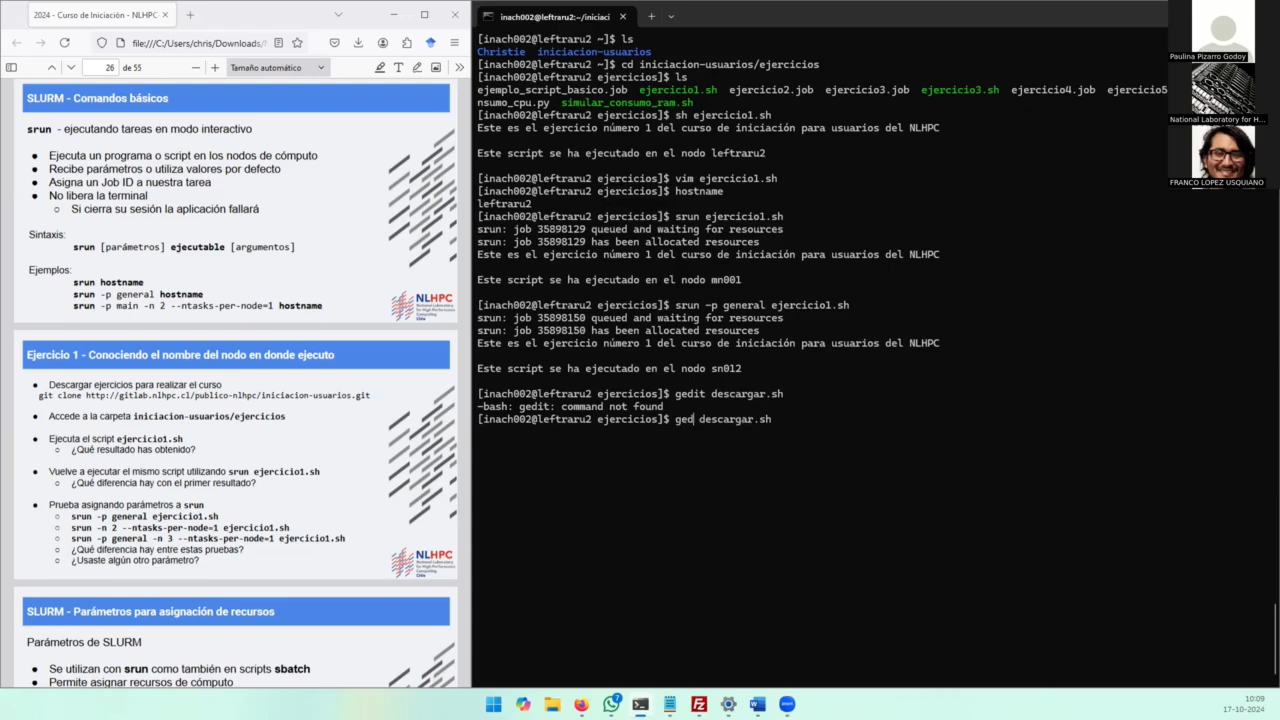 2024 - Curso de Iniciación - NLHPC
file:///C:/Users/chris/Downloads/
26 de 55
Tamaño automático
SLURM - Comandos básicos
srun - ejecutando tareas en modo interactivo
● Ejecuta un programa o script en los nodos de cómputo
● Recibe parámetros o utiliza valores por defecto
● Asigna un Job ID a nuestra tarea
● No libera la terminal
○ Si cierra su sesión la aplicación fallará
Sintaxis:
srun [parámetros] ejecutable [argumentos]
Ejemplos:
srun hostname
srun -p general hostname
srun -p main -n 2 --ntasks-per-node=1 hostname
NLHPC
National Laboratory
for High Performance
Computing
Chile
Ejercicio 1 - Conociendo el nombre del nodo en donde ejecuto
● Descargar ejercicios para realizar el curso
git clone http://gitlab.nlhpc.cl/publico-nlhpc/iniciacion-usuarios.git
● Accede a la carpeta iniciacion-usuarios/ejercicios
● Ejecuta el script ejercicio1.sh
○ ¿Qué resultado has obtenido?
● Vuelve a ejecutar el mismo script utilizando srun ejercicio1.sh
○ ¿Qué diferencia hay con el primer resultado?
● Prueba asignando parámetros a srun
○ srun -p general ejercicio1.sh
○ srun -n 2 --ntasks-per-node=1 ejercicio1.sh
○ srun -p general -n 3 --ntasks-per-node=1 ejercicio1.sh
○ ¿Qué diferencia hay entre estas pruebas?
○ ¿Usaste algún otro parámetro?
NLHPC
National Laboratory
for High Performance
Computing
Chile
SLURM - Parámetros para asignación de recursos
Parámetros de SLURM
● Se utilizan con srun como también en scripts sbatch
● Permite asignar recursos de cómputo
inach002@leftraru2:~/iniciaci
[inach002@leftraru2 ~]$ ls
Christie iniciacion-usuarios
[inach002@leftraru2 ~]$ cd iniciacion-usuarios/ejercicios
[inach002@leftraru2 ejercicios]$ ls
ejemplo_script_basico.job ejercicio1.sh ejercicio2.job ejercicio3.job ejercicio3.sh ejercicio4.job ejercicio5
nsumo_cpu.py simular_consumo_ram.sh
[inach002@leftraru2 ejercicios]$ sh ejercicio1.sh
Este es el ejercicio número 1 del curso de iniciación para usuarios del NLHPC
Este script se ha ejecutado en el nodo leftraru2
[inach002@leftraru2 ejercicios]$ vim ejercicio1.sh
[inach002@leftraru2 ejercicios]$ hostname
leftraru2
[inach002@leftraru2 ejercicios]$ srun ejercicio1.sh
srun: job 35898129 queued and waiting for resources
srun: job 35898129 has been allocated resources
Este es el ejercicio número 1 del curso de iniciación para usuarios del NLHPC
Este script se ha ejecutado en el nodo mn001
[inach002@leftraru2 ejercicios]$ srun -p general ejercicio1.sh
srun: job 35898150 queued and waiting for resources
srun: job 35898150 has been allocated resources
Este es el ejercicio número 1 del curso de iniciación para usuarios del NLHPC
Este script se ha ejecutado en el nodo sn012
[inach002@leftraru2 ejercicios]$ gedit descargar.sh
-bash: gedit: command not found
[inach002@leftraru2 ejercicios]$ ged descargar.sh
Paulina Pizarro Godoy
National Laboratory for H...
FRANCO LOPEZ USQUIANO
7
FZ
W
zoom
10:09
17-10-2024